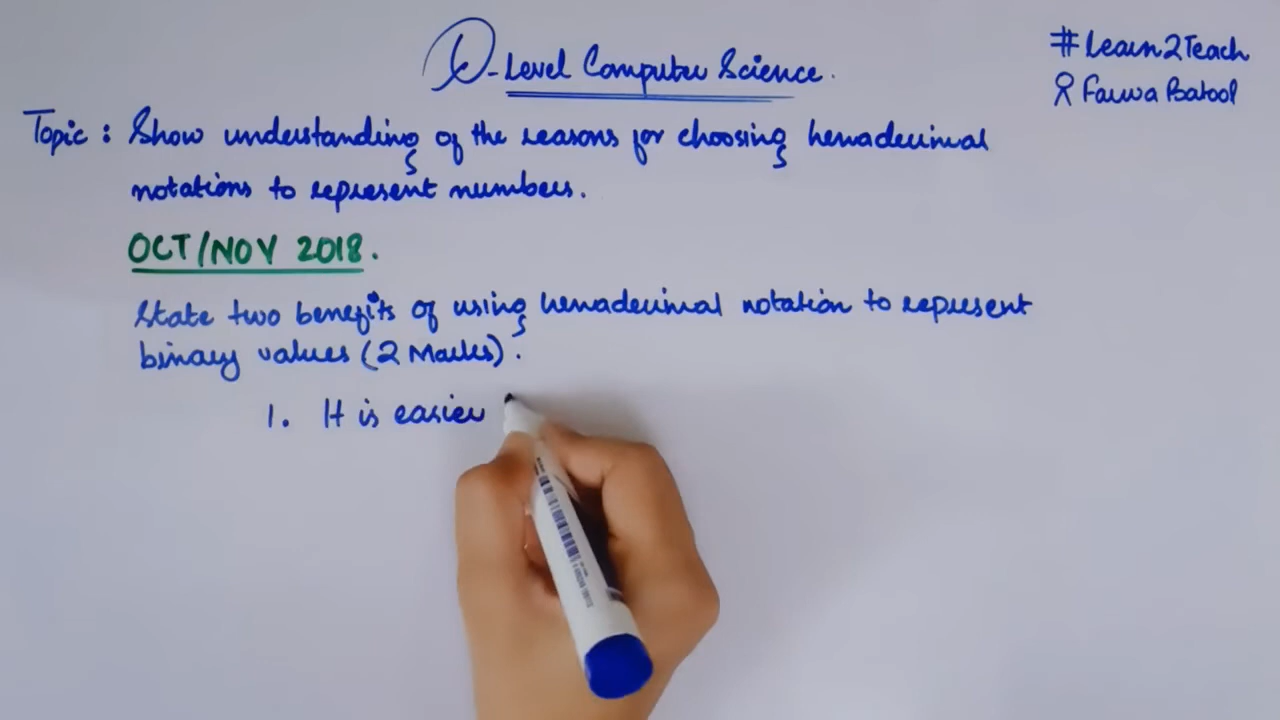 O-Level Computer Science.
#Learn2Teach
Farwa Batool
Topic: Show understanding of the reasons for choosing hexadecimal
notations to represent numbers.
OCT/NOV 2018.
State two benefits of using hexadecimal notation to represent
binary values (2 Marks).
1. It is easier